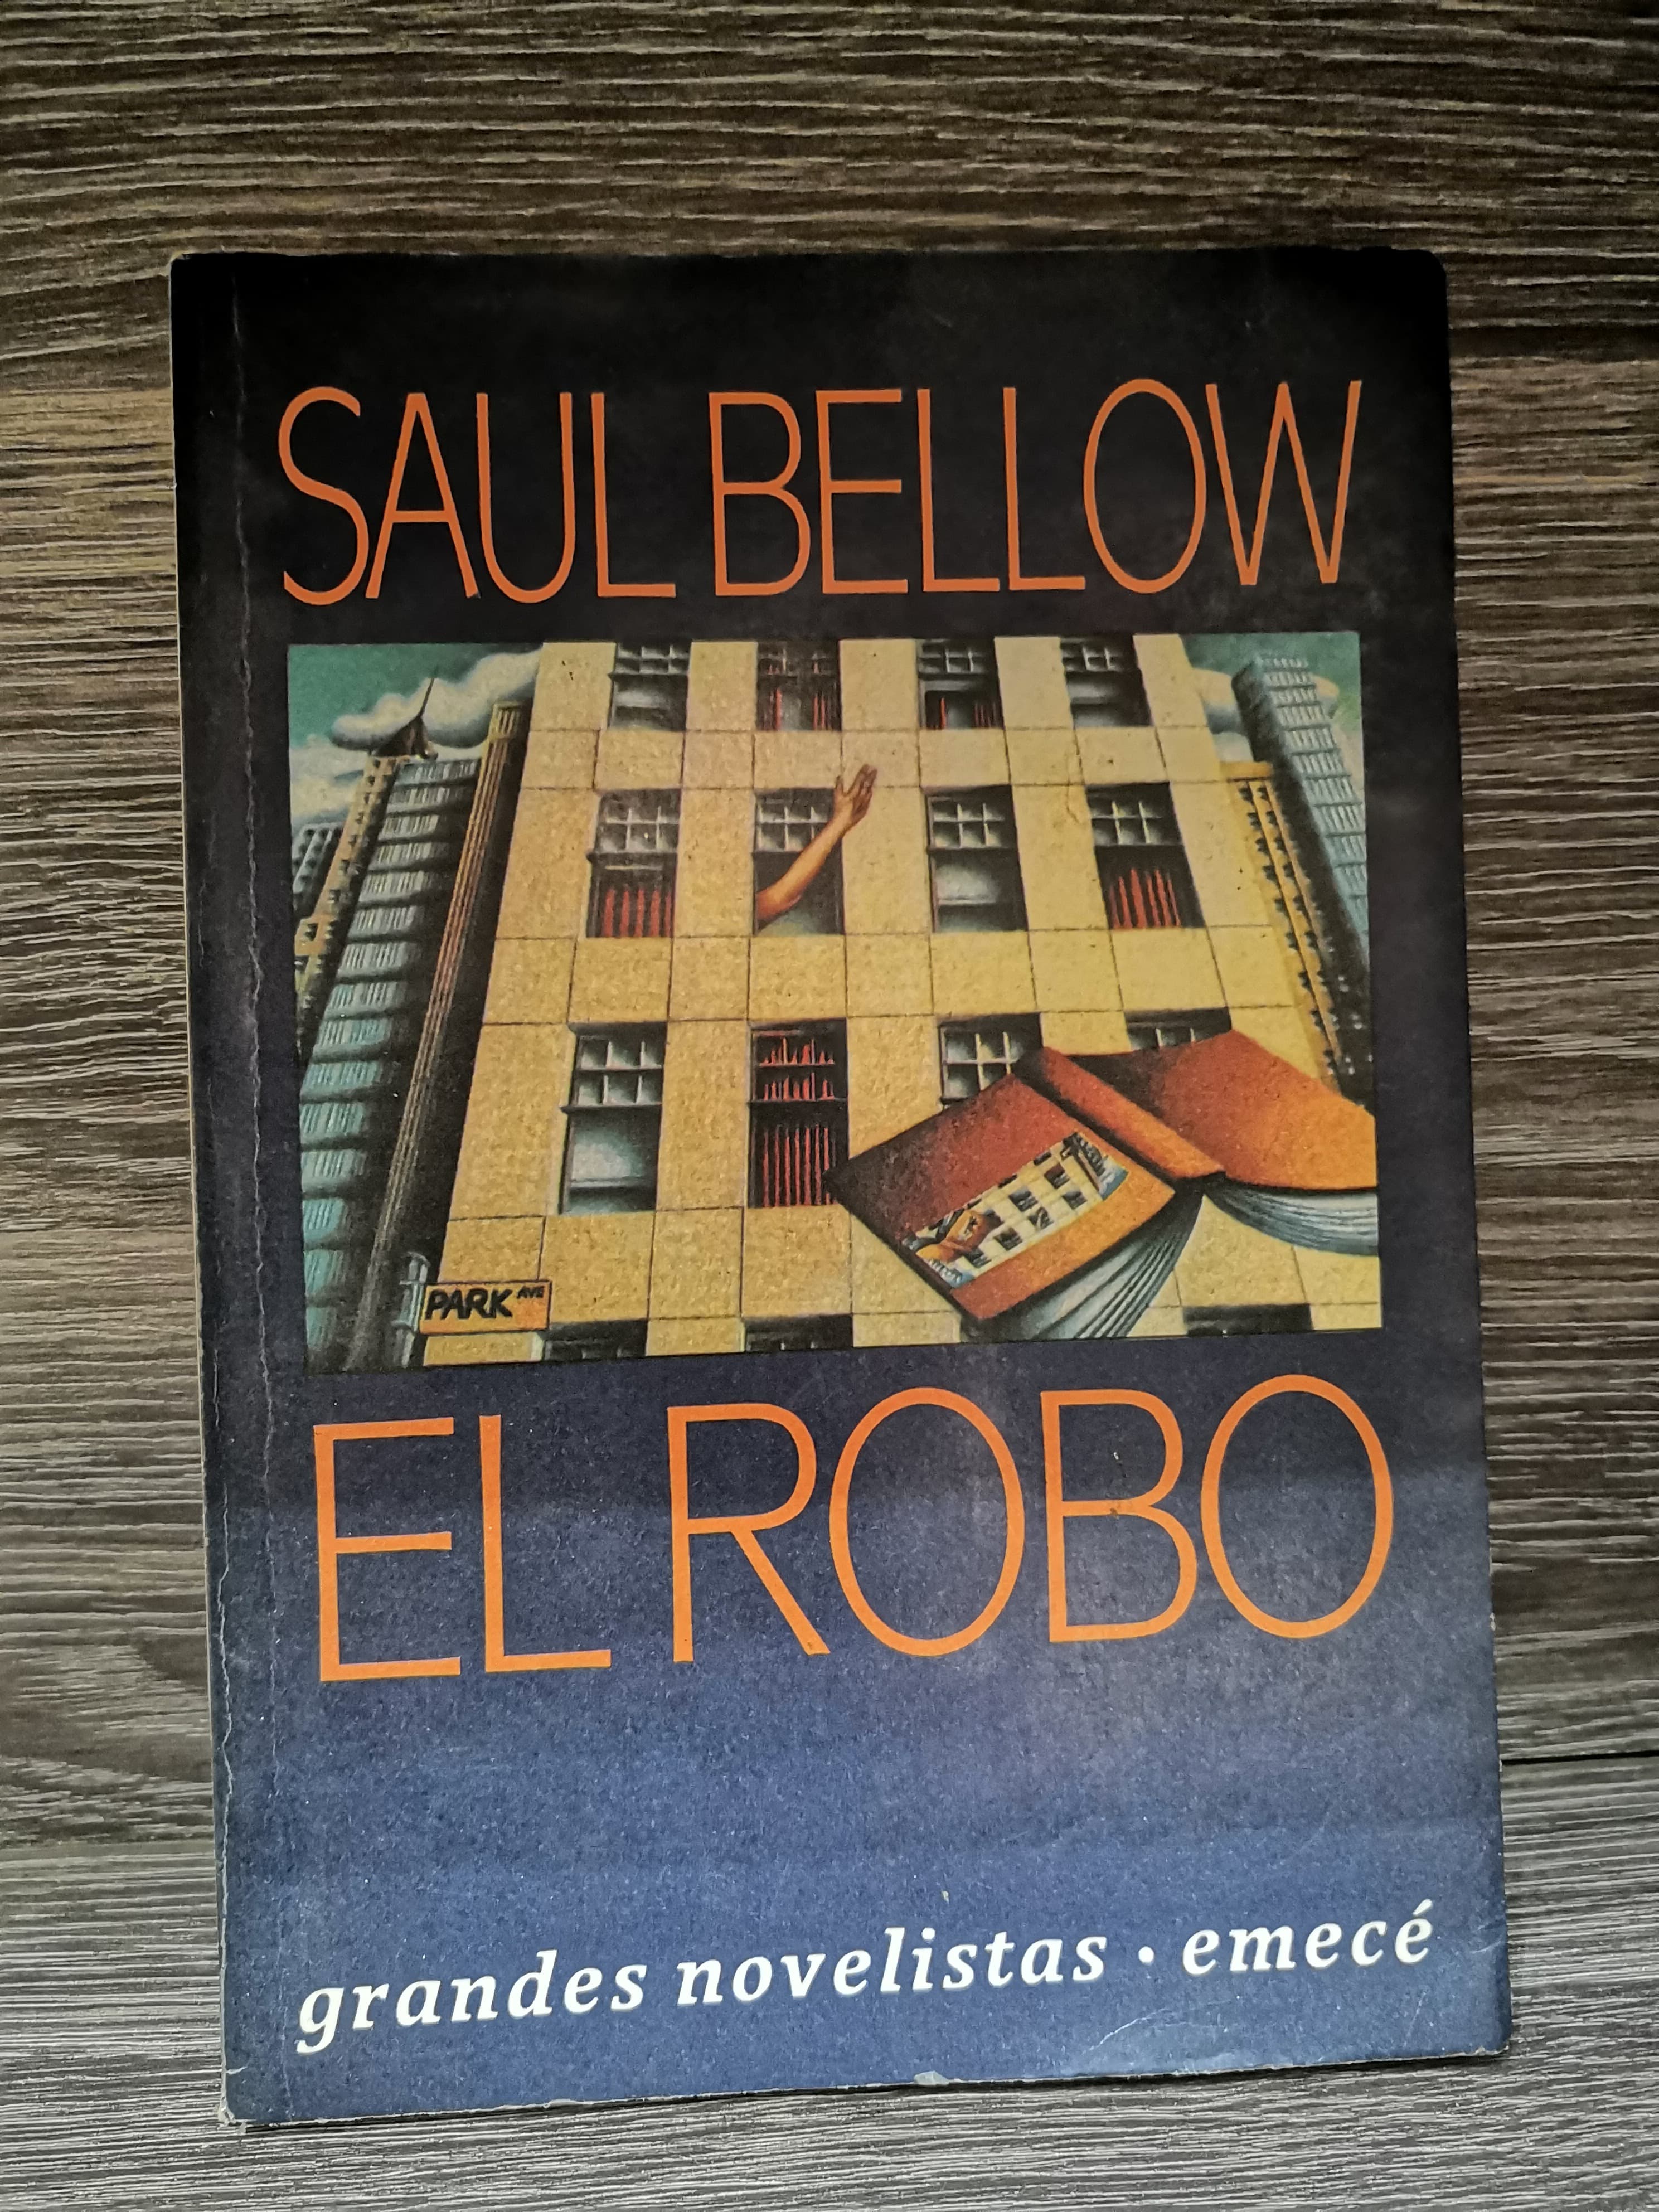 SAUL BELLOW
PARK AVE
EL ROBO
grandes novelistas · emecé